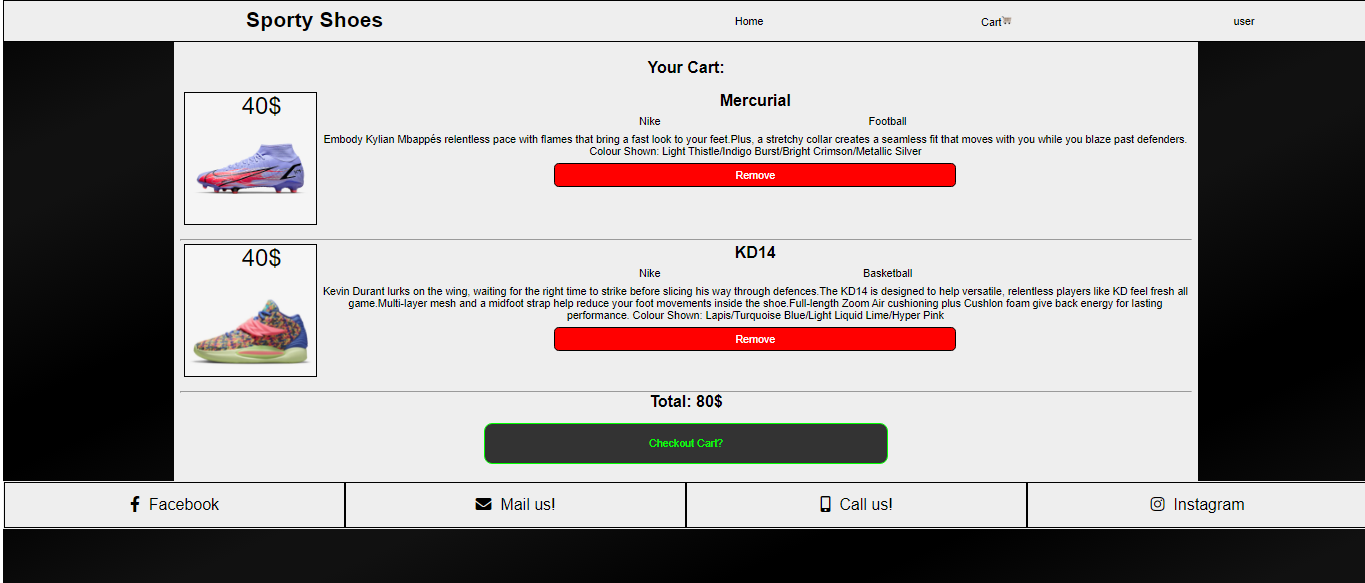 Sporty Shoes
Home
Cart
user
Your Cart:
40$
Mercurial
Nike
Football
Embody Kylian Mbappés relentless pace with flames that bring a fast look to your feet.Plus, a stretchy collar creates a seamless fit that moves with you while you blaze past defenders.
Colour Shown: Light Thistle/Indigo Burst/Bright Crimson/Metallic Silver
Remove
40$
KD14
Nike
Basketball
Kevin Durant lurks on the wing, waiting for the right time to strike before slicing his way through defences.The KD14 is designed to help versatile, relentless players like KD feel fresh all
game.Multi-layer mesh and a midfoot strap help reduce your foot movements inside the shoe.Full-length Zoom Air cushioning plus Cushlon foam give back energy for lasting
performance. Colour Shown: Lapis/Turquoise Blue/Light Liquid Lime/Hyper Pink
Remove
Total: 80$
Checkout Cart?
Facebook
Mail us!
Call us!
Instagram